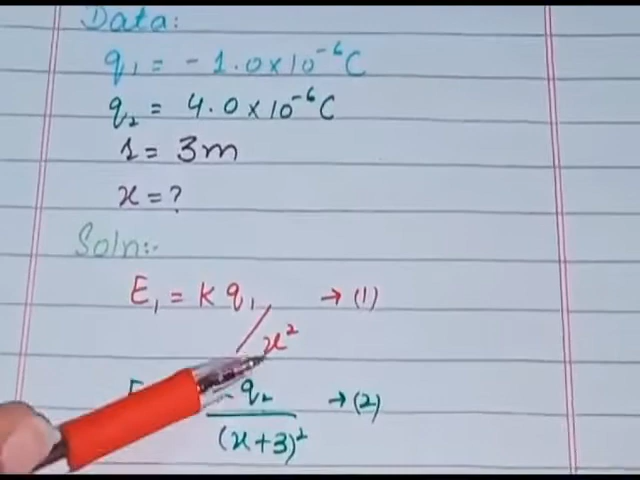 Data:
q₁ = -1.0×10⁻⁶C
q₂ = 4.0×10⁻⁶C
r = 3m
x = ?
Soln:-
E₁ = K q₁/x² → (1)
q₂/(x+3)² → (2)